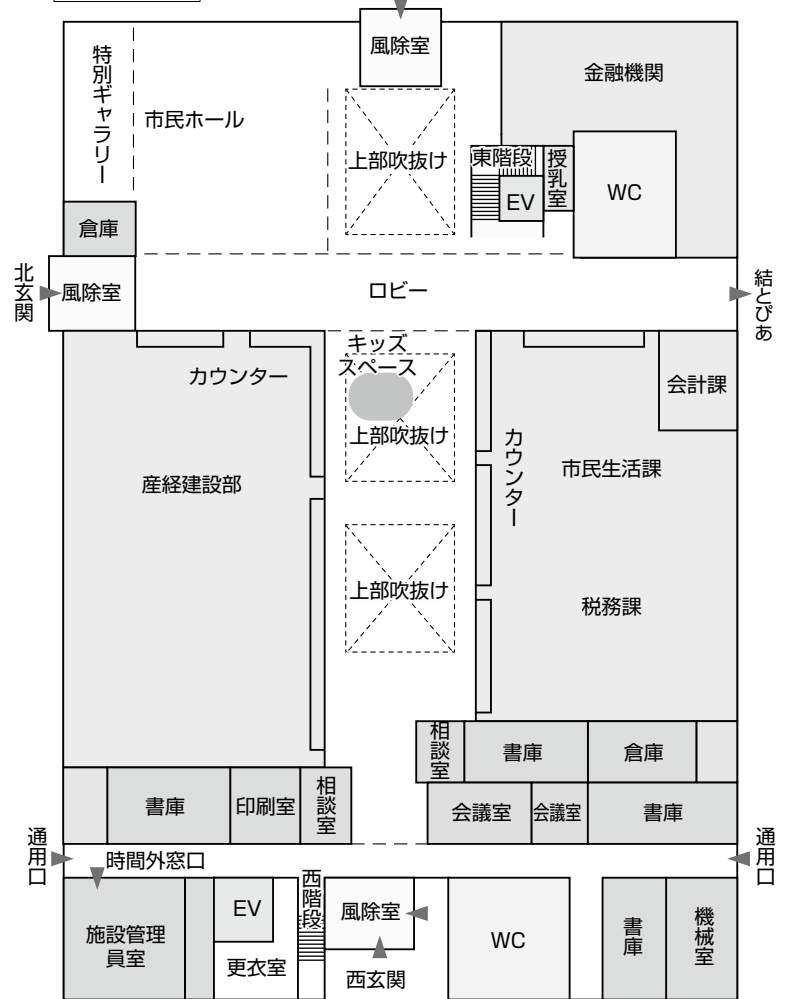 風除室
金融機関
特別ギャラリー
市民ホール
上部吹抜け
東階段
授乳室
WC
EV
倉庫
北玄関
風除室
ロビー
結とぴあ
キッズ
スペース
カウンター
会計課
上部吹抜け
カウンター
市民生活課
産経建設部
上部吹抜け
税務課
相談室
書庫
倉庫
書庫
印刷室
相談室
会議室
会議室
書庫
通用口
時間外窓口
通用口
施設管理
員室
EV
更衣室
西階段
風除室
西玄関
WC
書庫
機械室